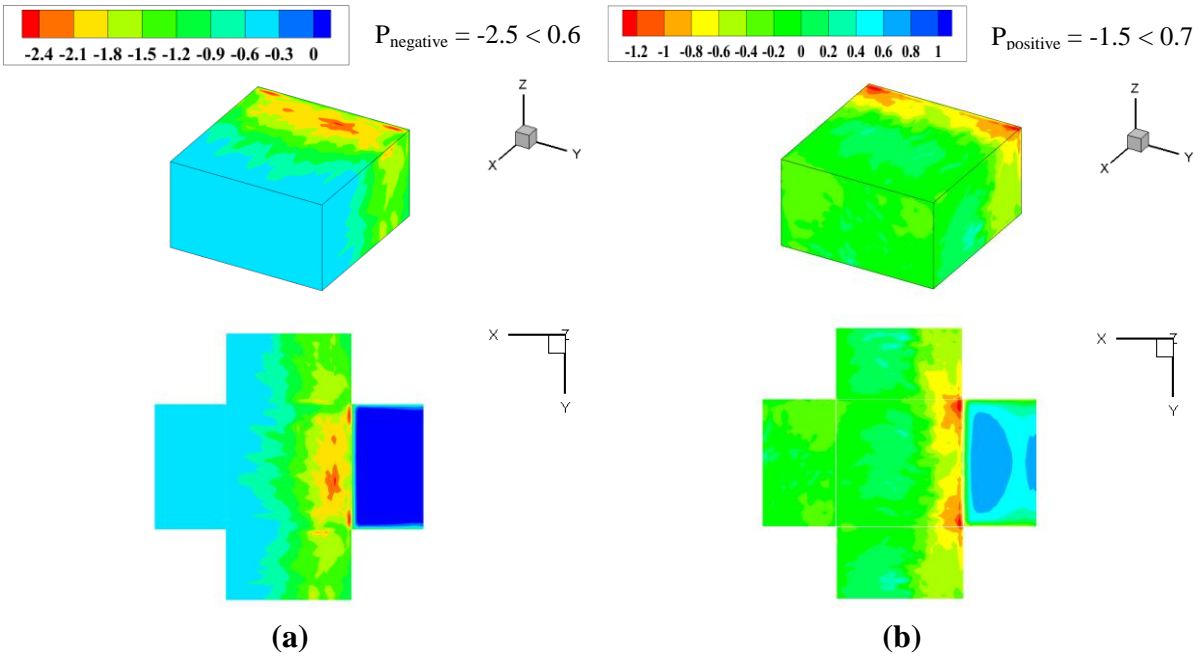 -2.4 -2.1 -1.8 -1.5 -1.2 -0.9 -0.6 -0.3 0
Pnegative = -2.5 < 0.6
-1.2 -1 -0.8 -0.6 -0.4 -0.2 0 0.2 0.4 0.6 0.8 1
Ppositive = -1.5 < 0.7
Z
X
Y
Z
X
Y
X
Z
Y
X
Z
Y
(a)
(b)